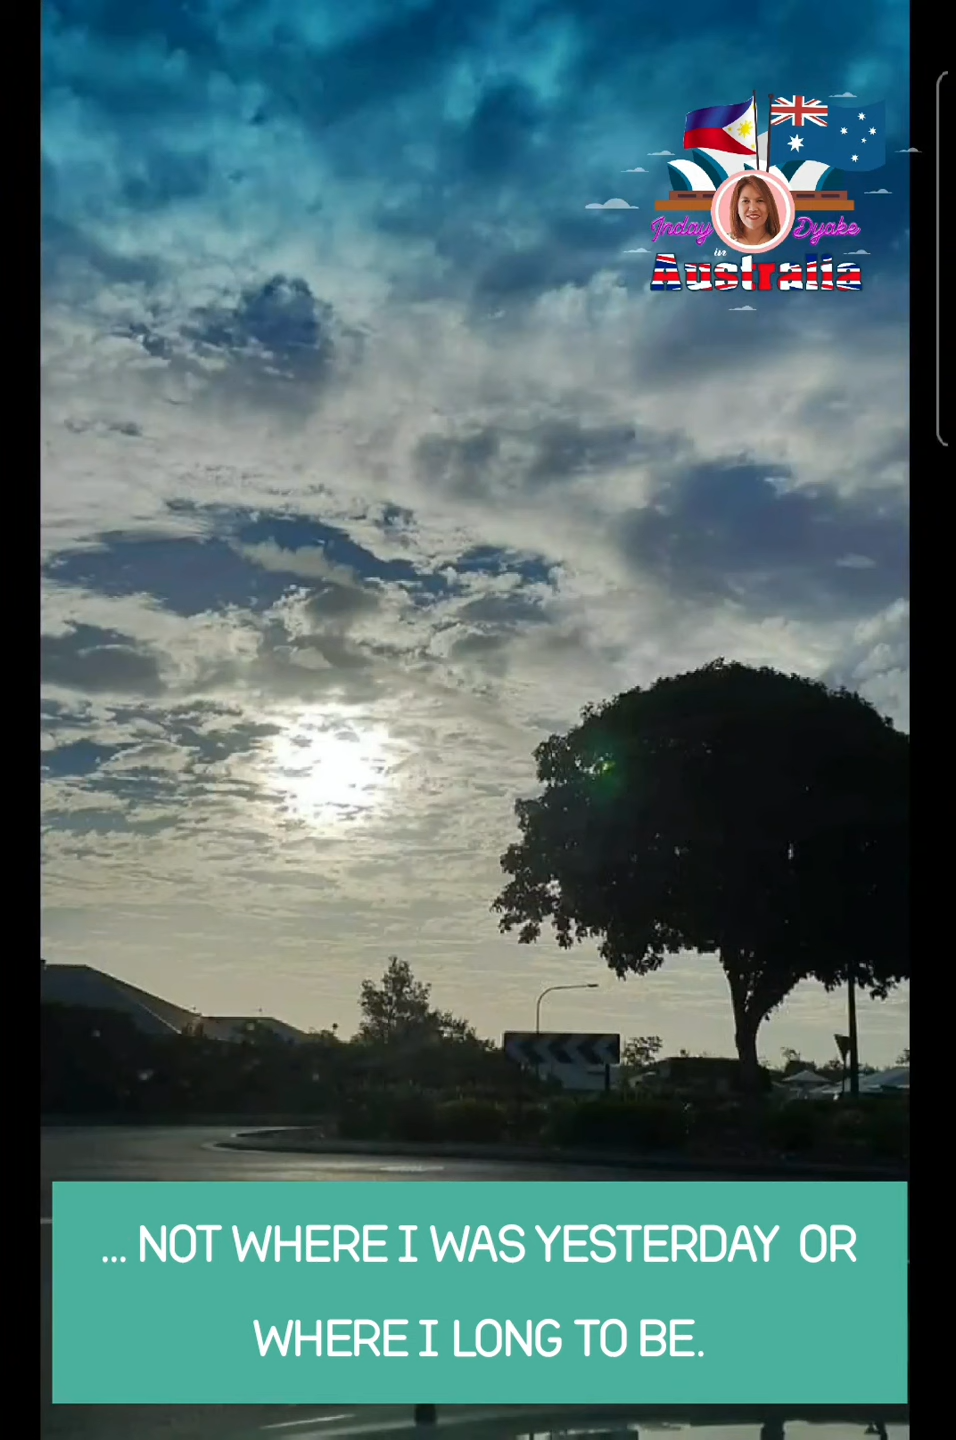 Inday Dyake
in
Australia
... NOT WHERE I WAS YESTERDAY OR
WHERE I LONG TO BE.